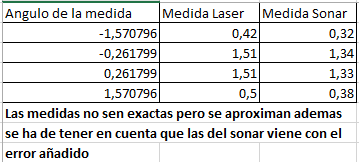 Angulo de la medida Medida Laser Medida Sonar
-1,570796 0,42 0,32
-0,261799 1,51 1,34
0,261799 1,51 1,33
1,570796 0,5 0,38
Las medidas no sen exactas pero se aproximan ademas
se ha de tener en cuenta que las del sonar viene con el
error añadido